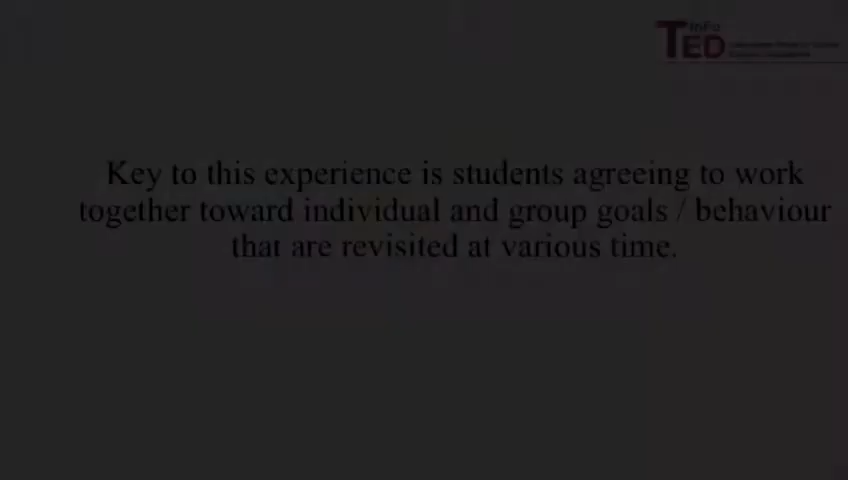 InFo
TED
Key to this experience is students agreeing to work
together toward individual and group goals / behaviour
that are revisited at various time.